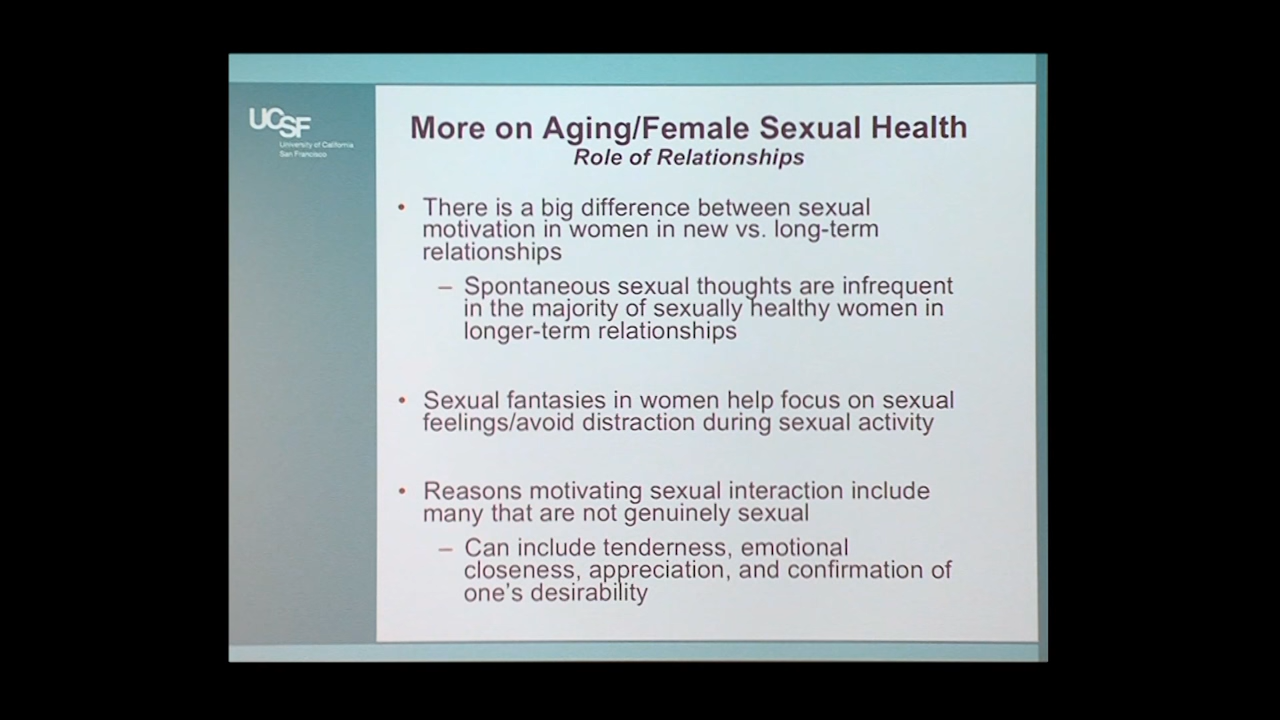 UCSF
University of California
San Francisco
More on Aging/Female Sexual Health
Role of Relationships
• There is a big difference between sexual
motivation in women in new vs. long-term
relationships
– Spontaneous sexual thoughts are infrequent
in the majority of sexually healthy women in
longer-term relationships
• Sexual fantasies in women help focus on sexual
feelings/avoid distraction during sexual activity
• Reasons motivating sexual interaction include
many that are not genuinely sexual
– Can include tenderness, emotional
closeness, appreciation, and confirmation of
one's desirability